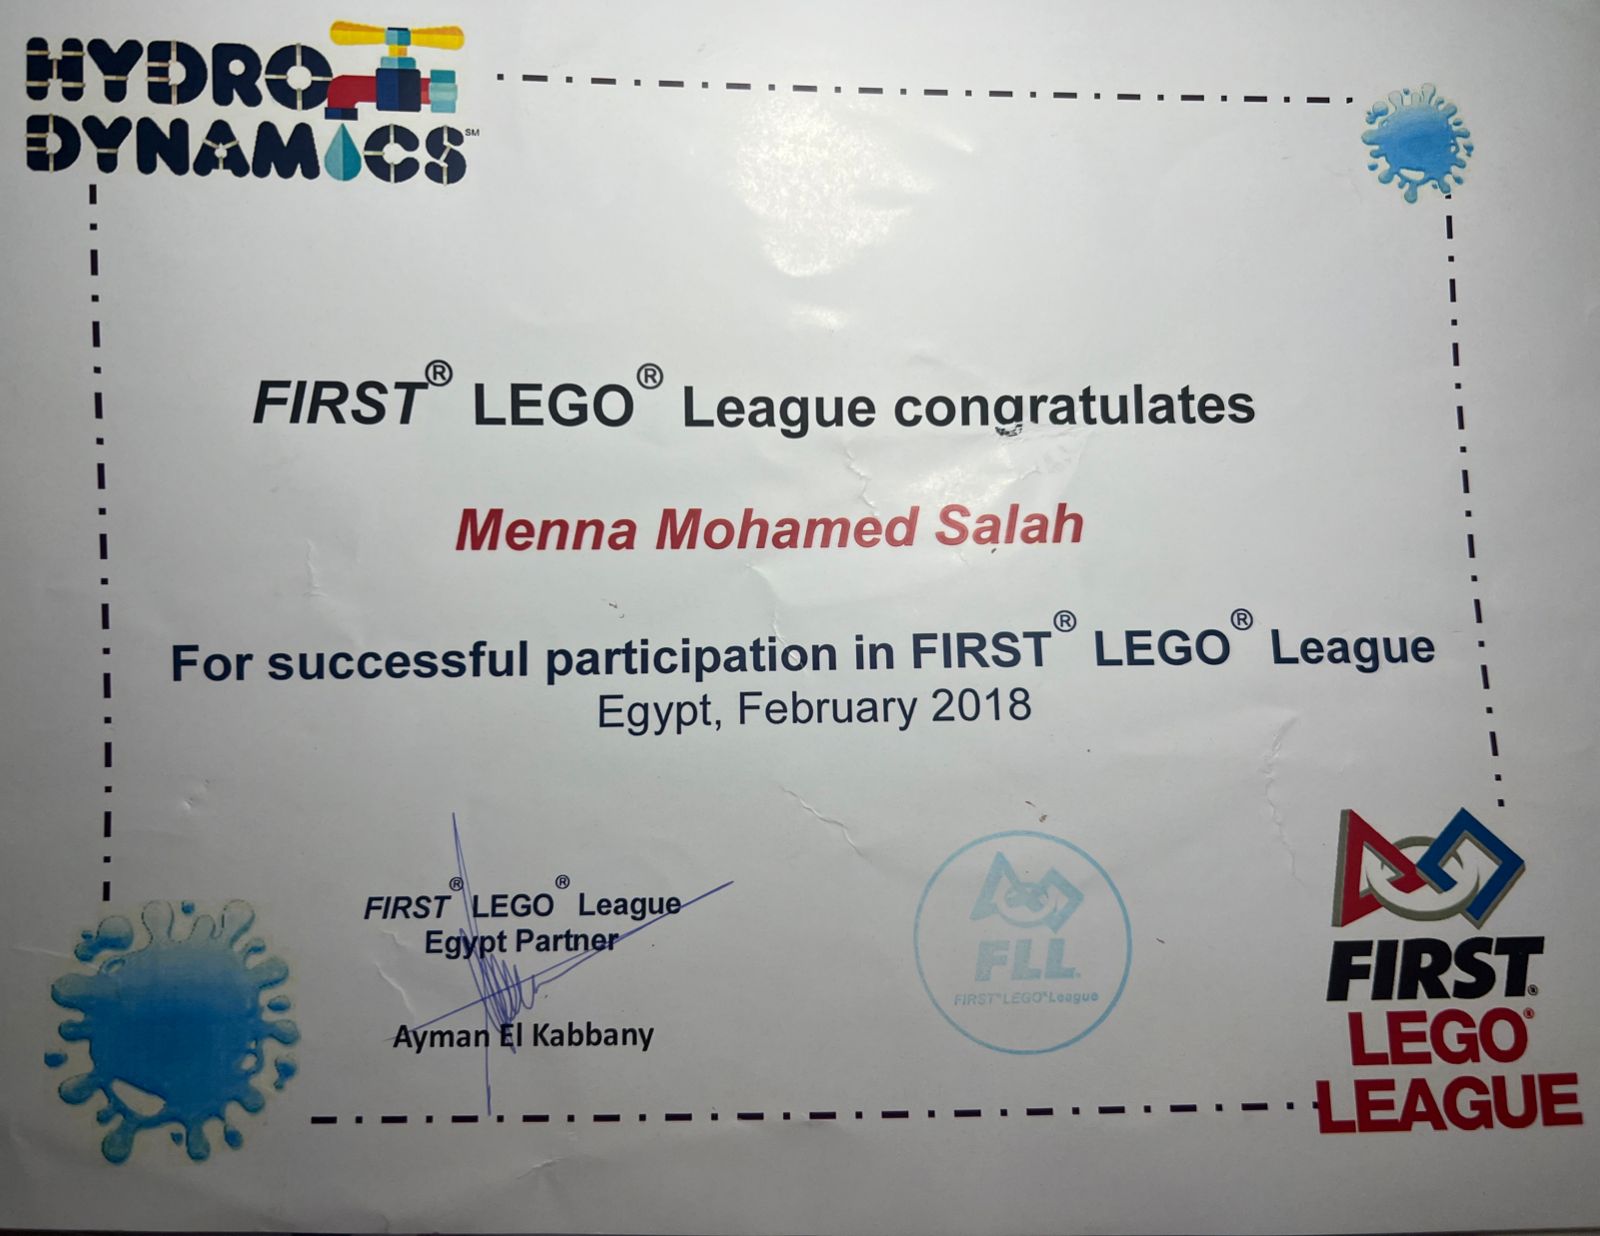 HYDRO
DYNAMICS℠
FIRST® LEGO® League congratulates
Menna Mohamed Salah
For successful participation in FIRST® LEGO® League
Egypt, February 2018
FIRST® LEGO® League
Egypt Partner
Ayman El Kabbany
FLL
FIRST® LEGO® League
FIRST®
LEGO®
LEAGUE